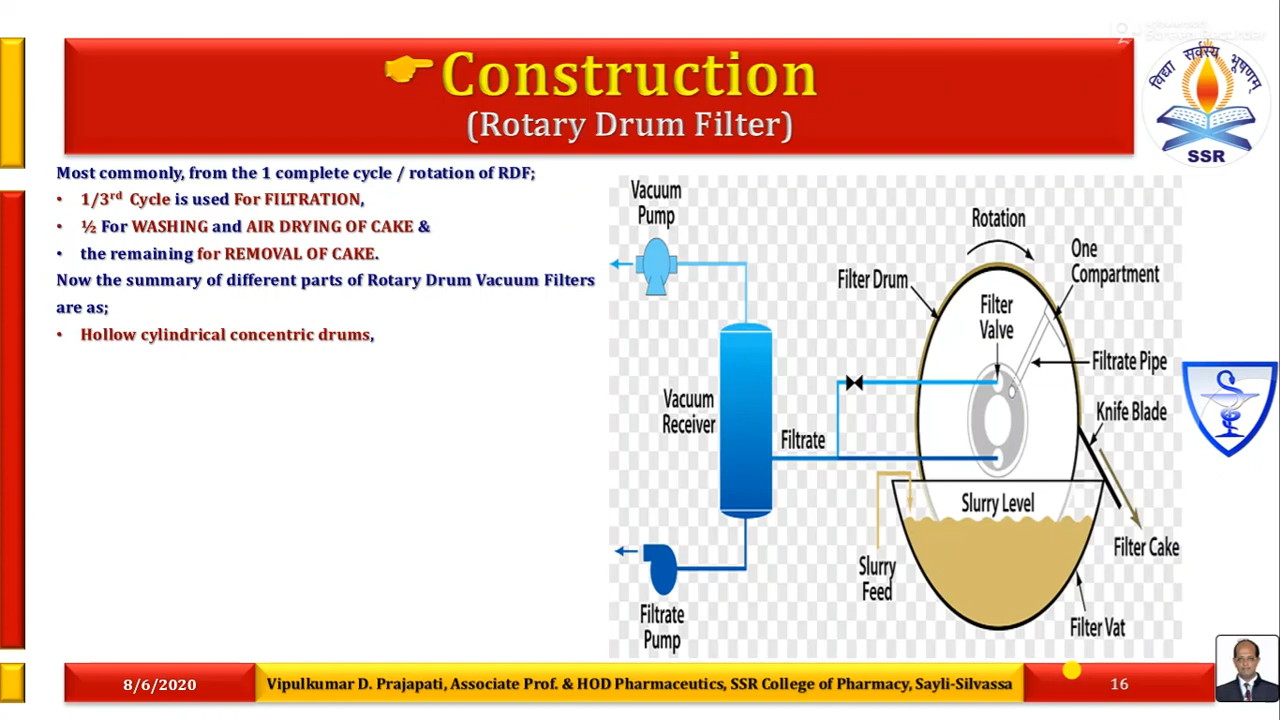 Construction
(Rotary Drum Filter)
विद्या सर्वस्य भूषणम्
SSR
Most commonly, from the 1 complete cycle / rotation of RDF;
• 1/3rd Cycle is used For FILTRATION,
• ½ For WASHING and AIR DRYING OF CAKE &
• the remaining for REMOVAL OF CAKE.
Now the summary of different parts of Rotary Drum Vacuum Filters
are as;
• Hollow cylindrical concentric drums,
Vacuum
Pump
Rotation
One
Compartment
Filter Drum
Filter
Valve
Filtrate Pipe
Vacuum
Receiver
Knife Blade
Filtrate
Slurry Level
Filter Cake
Slurry
Feed
Filtrate
Pump
Filter Vat
8/6/2020
Vipulkumar D. Prajapati, Associate Prof. & HOD Pharmaceutics, SSR College of Pharmacy, Sayli-Silvassa
16